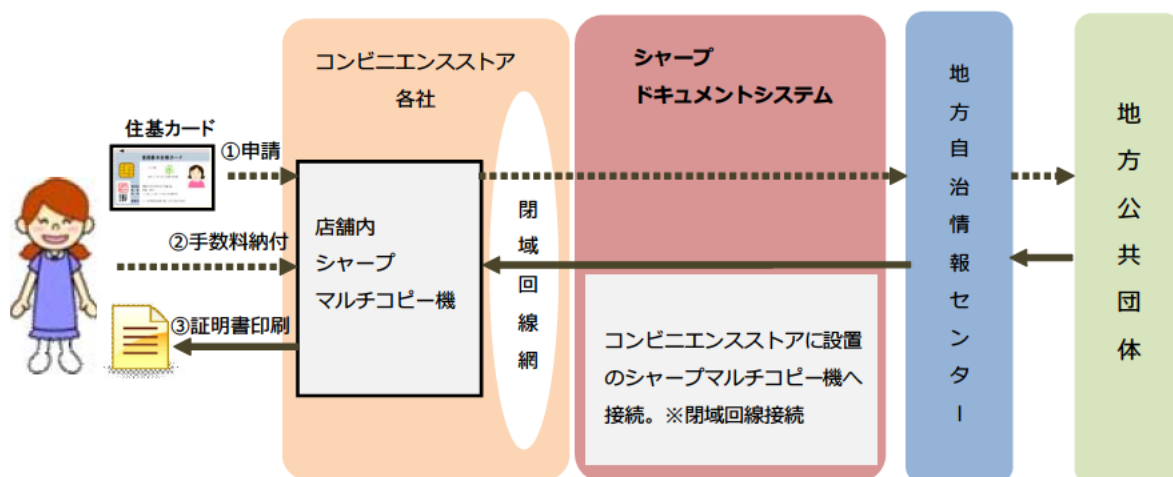 コンビニエンスストア
各社
シャープ
ドキュメントシステム
住基カード
①申請
②手数料納付
③証明書印刷
店舗内
シャープ
マルチコピー機
閉域回線網
コンビニエンスストアに設置
のシャープマルチコピー機へ
接続。※閉域回線接続
地方自治情報センター
地方公共団体